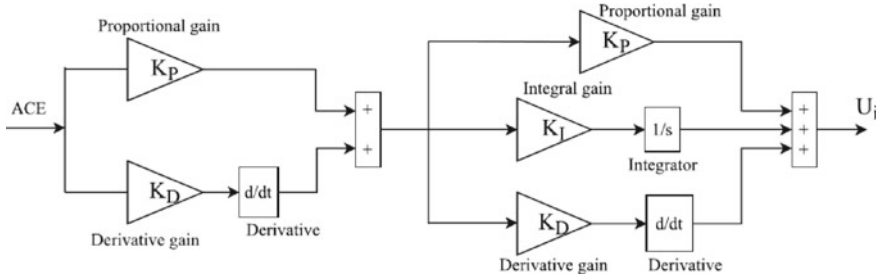 Proportional gain
K_P
ACE
K_D
d/dt
Derivative gain
Derivative
+
+
Proportional gain
K_P
Integral gain
K_I
1/s
Integrator
K_D
d/dt
Derivative gain
Derivative
+
+
+
U_i